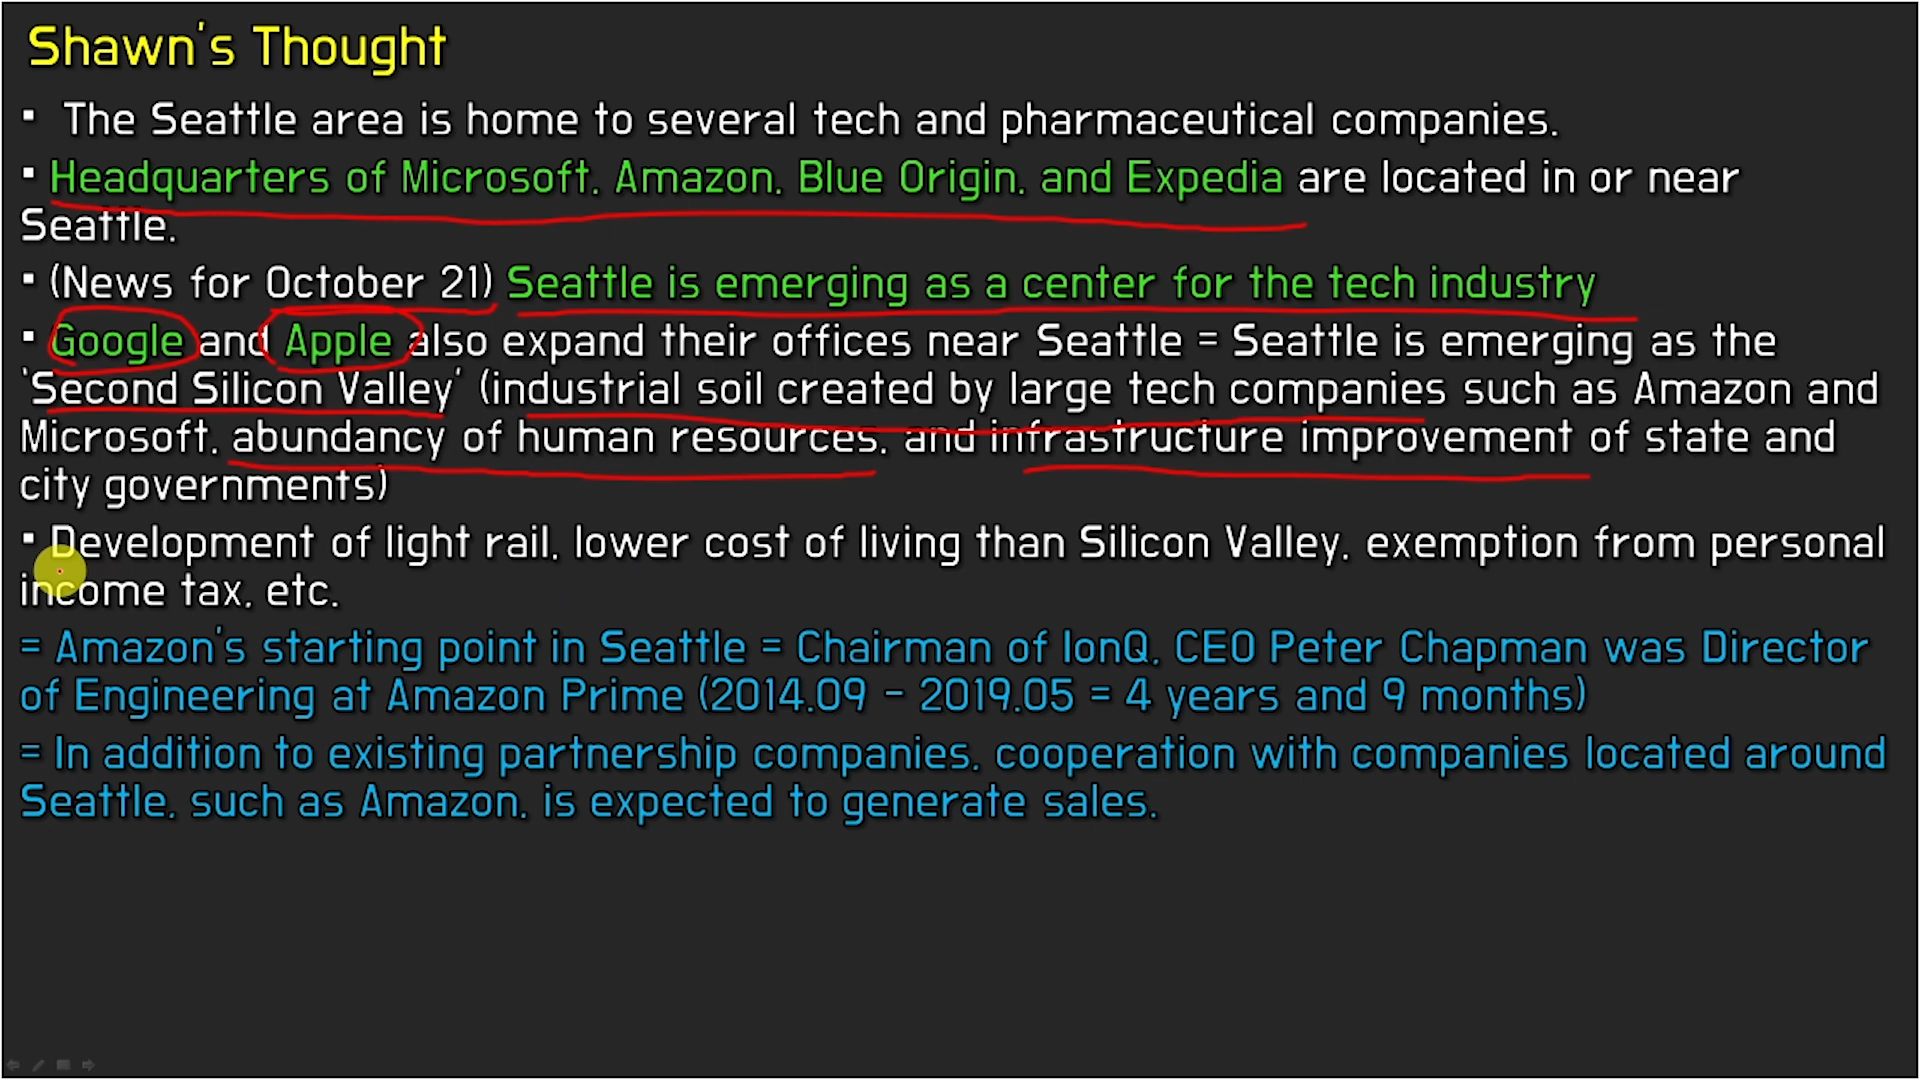 Shawn's Thought
▪ The Seattle area is home to several tech and pharmaceutical companies.
▪ Headquarters of Microsoft, Amazon, Blue Origin, and Expedia are located in or near
Seattle.
▪ (News for October 21) Seattle is emerging as a center for the tech industry
▪ Google and Apple also expand their offices near Seattle = Seattle is emerging as the
'Second Silicon Valley' (industrial soil created by large tech companies such as Amazon and
Microsoft, abundancy of human resources, and infrastructure improvement of state and
city governments)
▪ Development of light rail, lower cost of living than Silicon Valley, exemption from personal
income tax, etc.
= Amazon's starting point in Seattle = Chairman of IonQ, CEO Peter Chapman was Director
of Engineering at Amazon Prime (2014.09 - 2019.05 = 4 years and 9 months)
= In addition to existing partnership companies, cooperation with companies located around
Seattle, such as Amazon, is expected to generate sales.